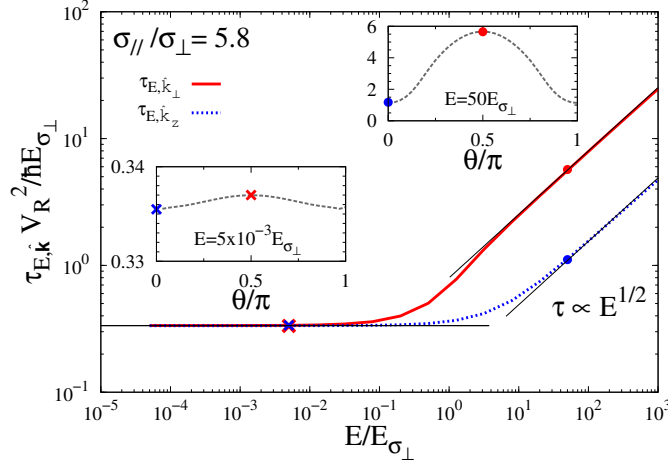 σ// /σ⊥ = 5.8
τE,k̂⊥
τE,k̂z
E=50Eσ⊥
0
2
4
6
0
0.5
1
θ/π
E=5x10⁻³Eσ⊥
0.33
0.34
0
0.5
1
θ/π
τ ∝ E^1/2
τE,k̂ VR²/ħEσ⊥
10²
10¹
10⁰
10⁻¹
10⁻⁵
10⁻⁴
10⁻³
10⁻²
10⁻¹
10⁰
10¹
10²
10³
E/Eσ⊥